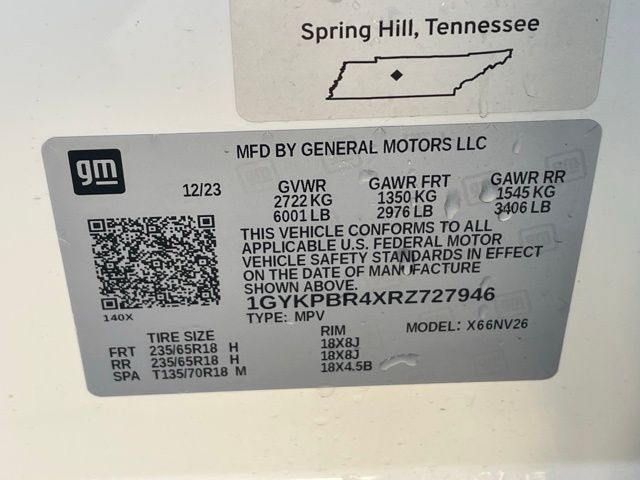 Spring Hill, Tennessee
gm
MFD BY GENERAL MOTORS LLC
12/23
GVWR GAWR FRT GAWR RR
2722 KG 1350 KG 1545 KG
6001 LB 2976 LB 3406 LB
THIS VEHICLE CONFORMS TO ALL
APPLICABLE U.S. FEDERAL MOTOR
VEHICLE SAFETY STANDARDS IN EFFECT
ON THE DATE OF MANUFACTURE
SHOWN ABOVE.
1GYKPBR4XRZ727946
140X
TYPE: MPV MODEL: X66NV26
TIRE SIZE RIM
FRT 235/65R18 H 18X8J
RR 235/65R18 H 18X8J
SPA T135/70R18 M 18X4.5B